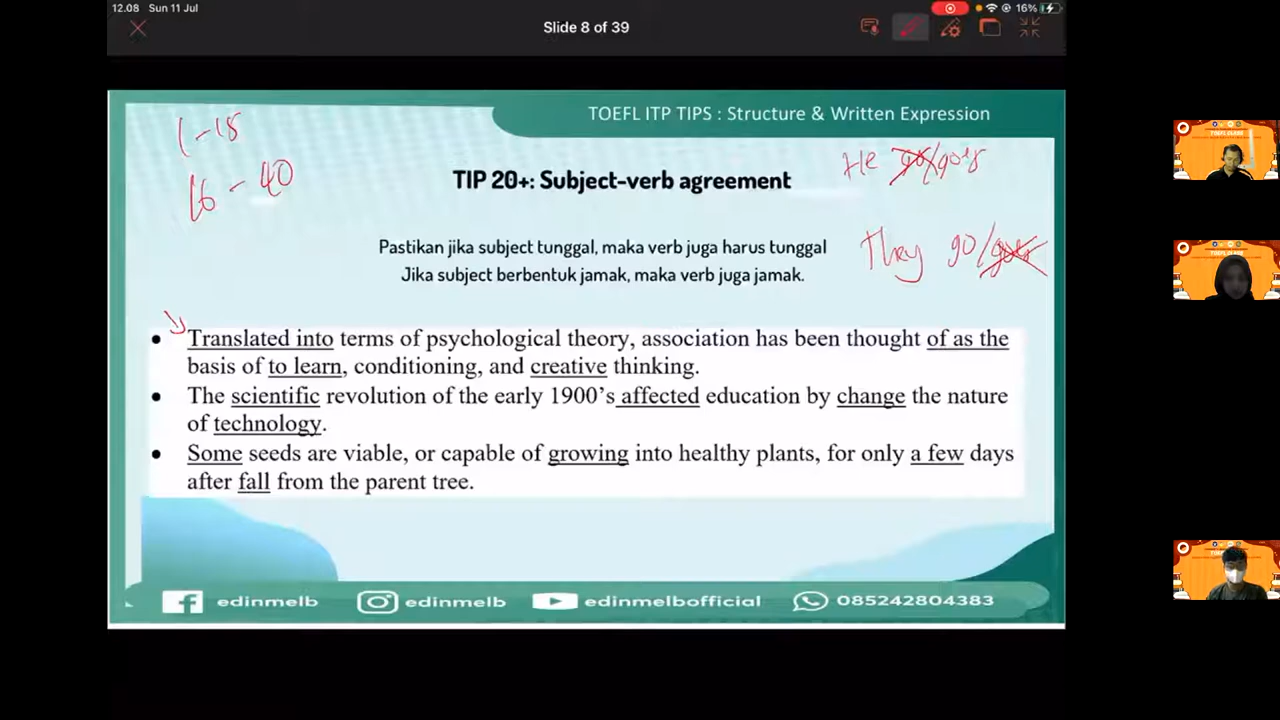 12.08 Sun 11 Jul
16%
Slide 8 of 39
TOEFL ITP TIPS : Structure & Written Expression
1-15
16 - 40
TIP 20+: Subject-verb agreement
He go/goes
They go/goes
Pastikan jika subject tunggal, maka verb juga harus tunggal
Jika subject berbentuk jamak, maka verb juga jamak.
• Translated into terms of psychological theory, association has been thought of as the
basis of to learn, conditioning, and creative thinking.
• The scientific revolution of the early 1900's affected education by change the nature
of technology.
• Some seeds are viable, or capable of growing into healthy plants, for only a few days
after fall from the parent tree.
edinmelb edinmelb edinmelbofficial 085242804383